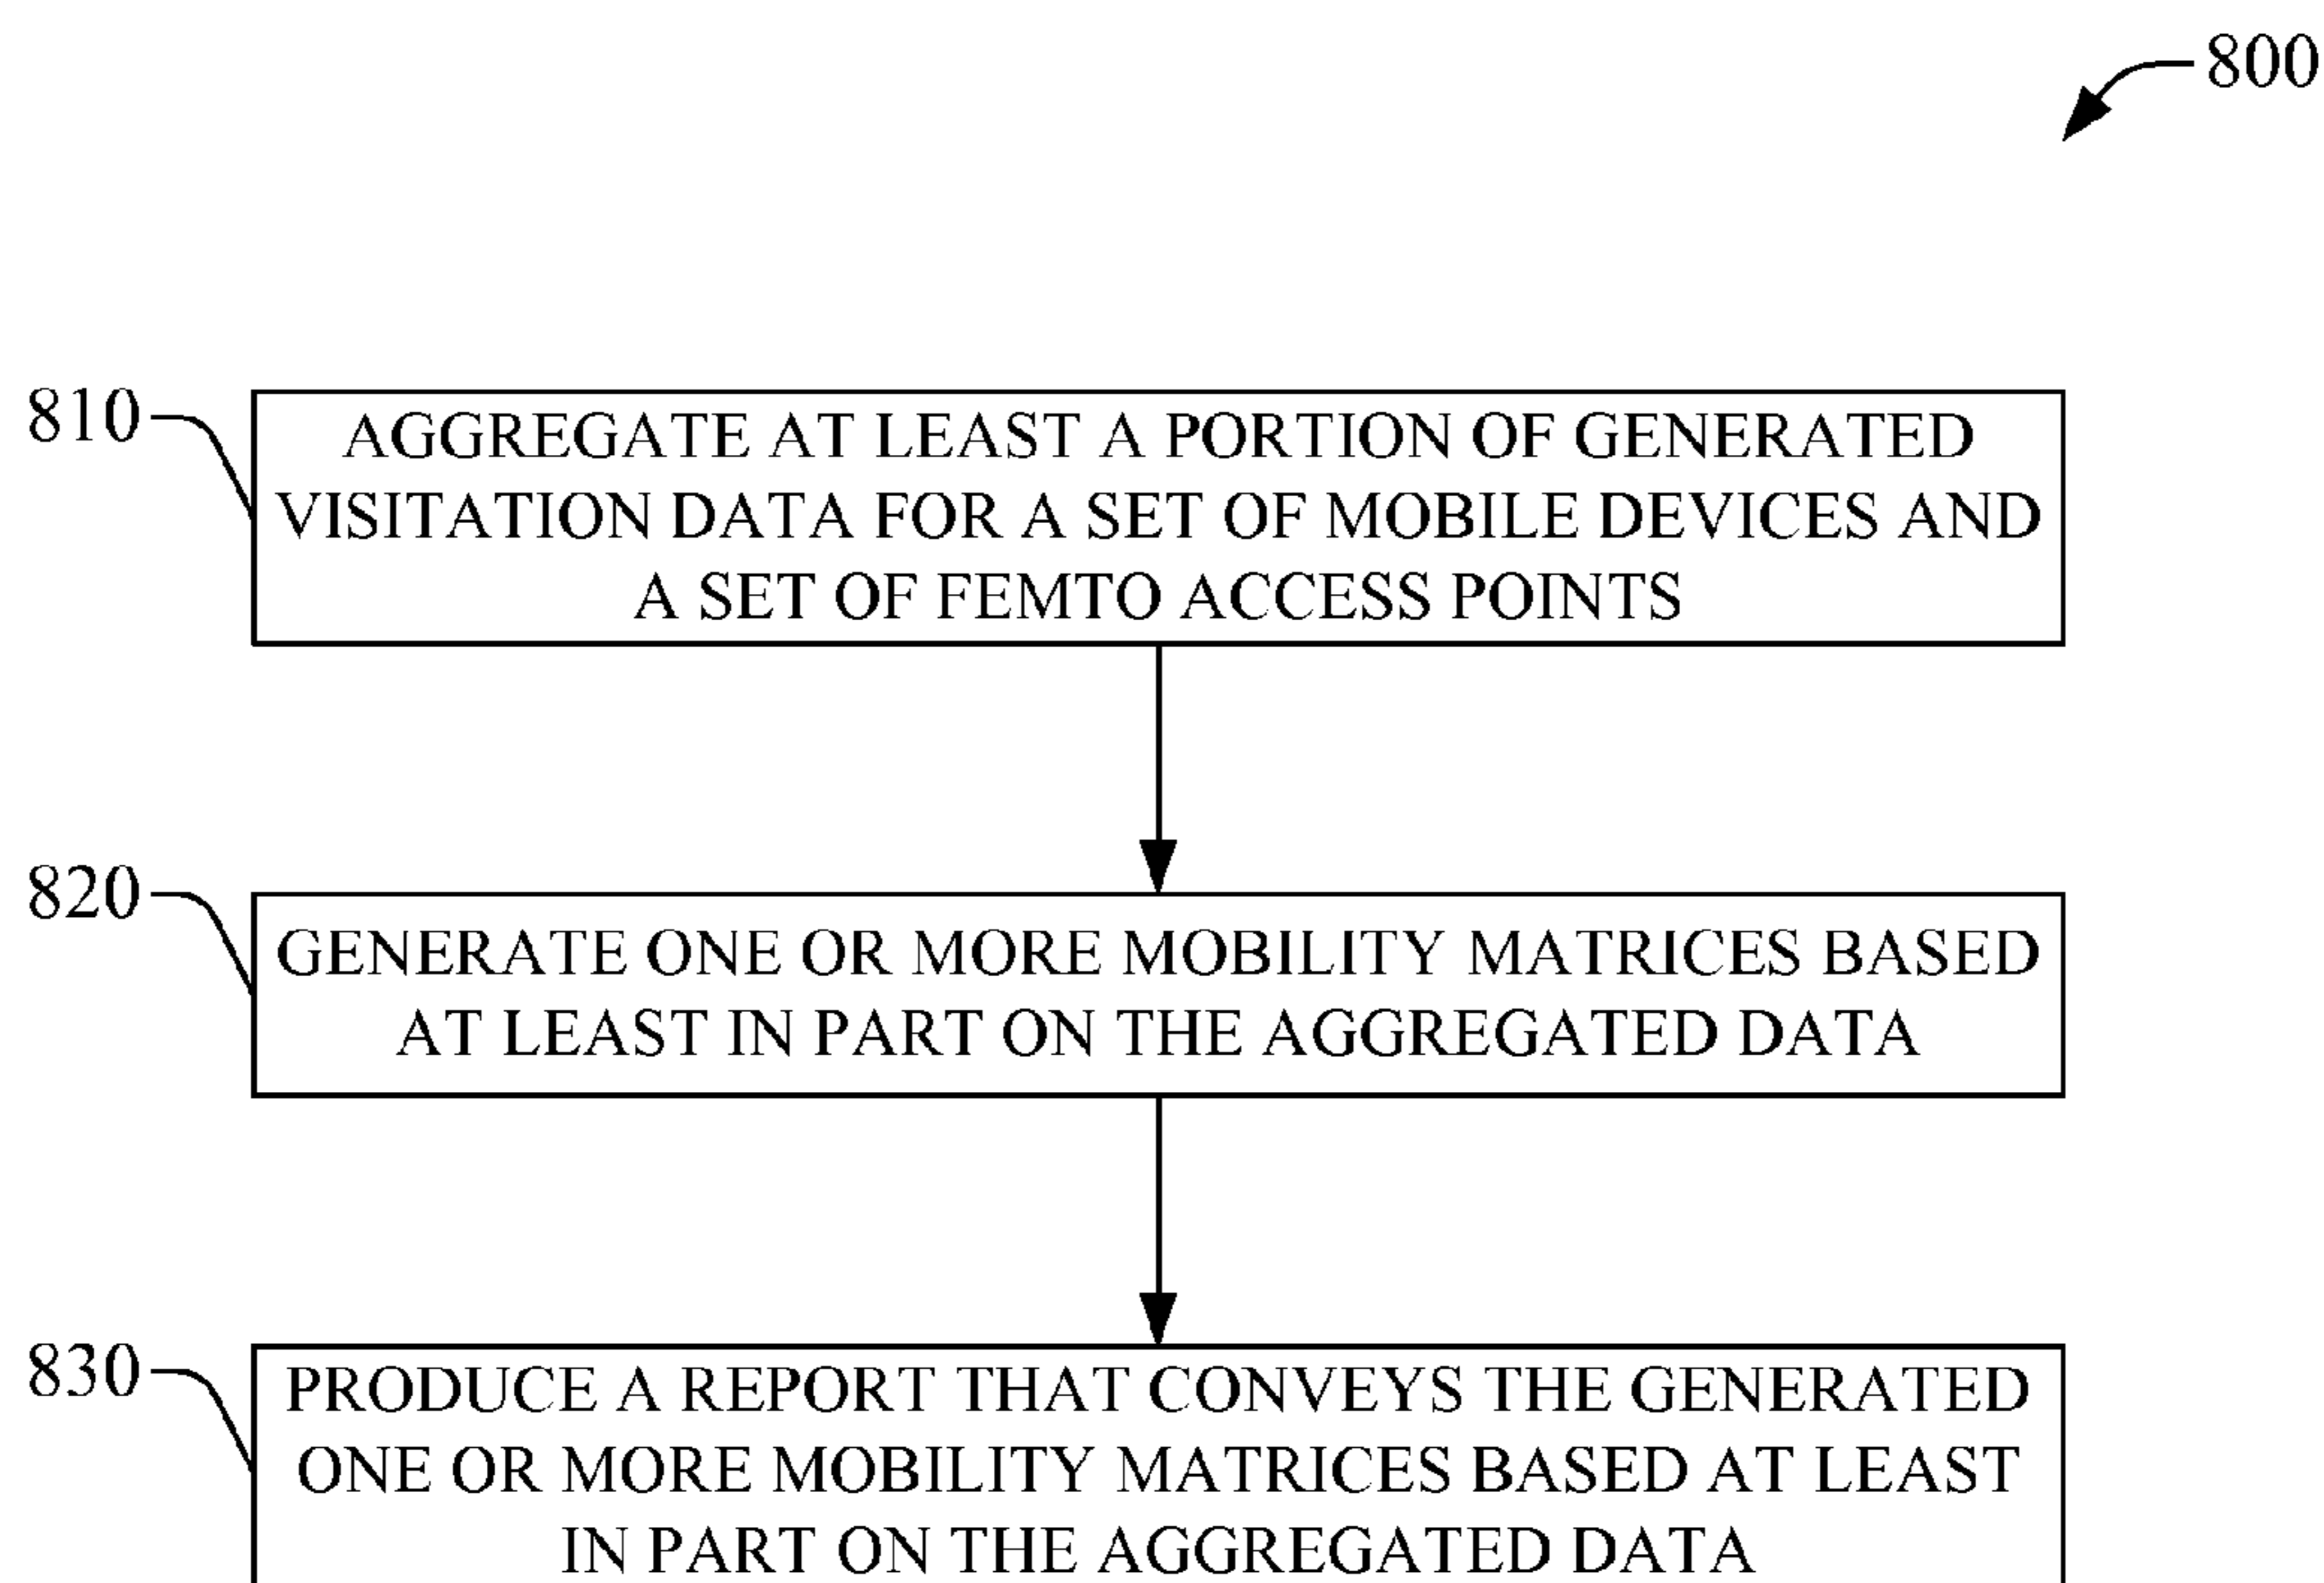 800
810
AGGREGATE AT LEAST A PORTION OF GENERATED
VISITATION DATA FOR A SET OF MOBILE DEVICES AND
A SET OF FEMTO ACCESS POINTS
820
GENERATE ONE OR MORE MOBILITY MATRICES BASED
AT LEAST IN PART ON THE AGGREGATED DATA
830
PRODUCE A REPORT THAT CONVEYS THE GENERATED
ONE OR MORE MOBILITY MATRICES BASED AT LEAST
IN PART ON THE AGGREGATED DATA